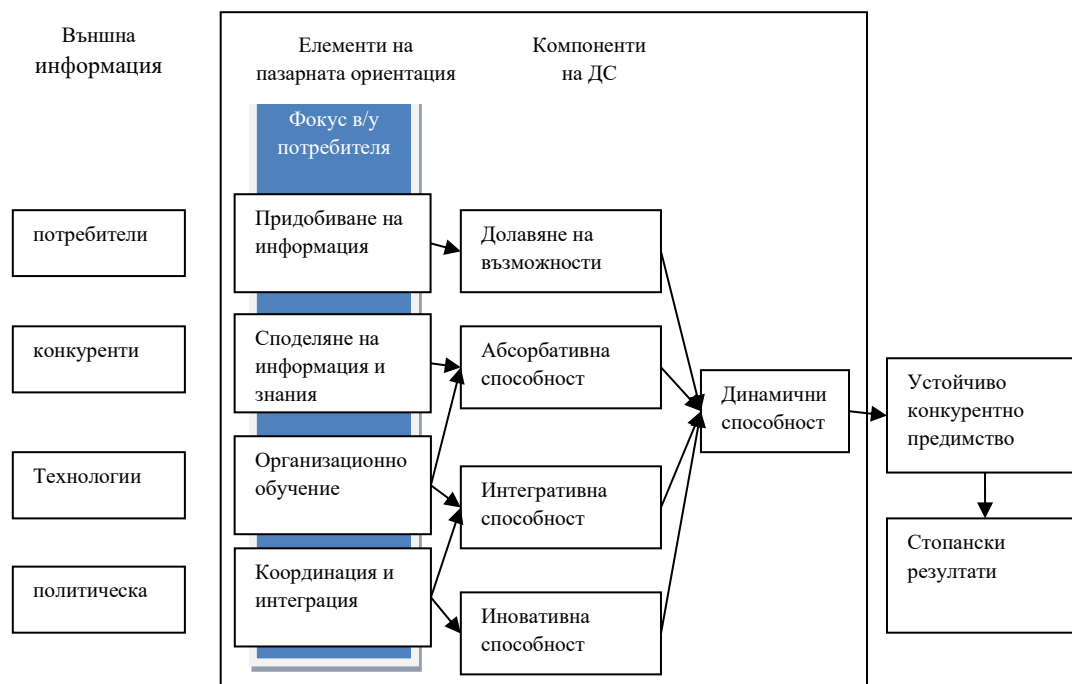 Външна
информация
Елементи на
пазарната ориентация
Компоненти
на ДС
Фокус в/у
потребителя
потребители
Придобиване на
информация
Долавяне на
възможности
конкуренти
Споделяне на
информация и
знания
Абсорбативна
способност
Динамични
способност
Устойчиво
конкурентно
предимство
Технологии
Организационно
обучение
Интегративна
способност
политическа
Координация и
интеграция
Иновативна
способност
Стопански
резултати